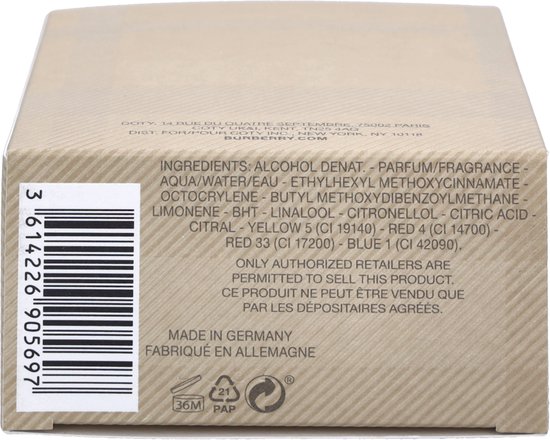 COTY: 14 RUE DU QUATRE SEPTEMBRE, 75002 PARIS
COTY UK&I, KENT, TN25 4AG
DIST. FOR/POUR COTY INC., NEW YORK, NY 10118
BURBERRY.COM
INGREDIENTS: ALCOHOL DENAT. - PARFUM/FRAGRANCE -
AQUA/WATER/EAU - ETHYLHEXYL METHOXYCINNAMATE -
OCTOCRYLENE - BUTYL METHOXYDIBENZOYLMETHANE -
LIMONENE - BHT - LINALOOL - CITRONELLOL - CITRIC ACID -
CITRAL - YELLOW 5 (CI 19140) - RED 4 (CI 14700) -
RED 33 (CI 17200) - BLUE 1 (CI 42090).
ONLY AUTHORIZED RETAILERS ARE
PERMITTED TO SELL THIS PRODUCT.
CE PRODUIT NE PEUT ÊTRE VENDU QUE
PAR LES DÉPOSITAIRES AGRÉÉS.
MADE IN GERMANY
FABRIQUÉ EN ALLEMAGNE
3 614226 905697
36M
21
PAP
®